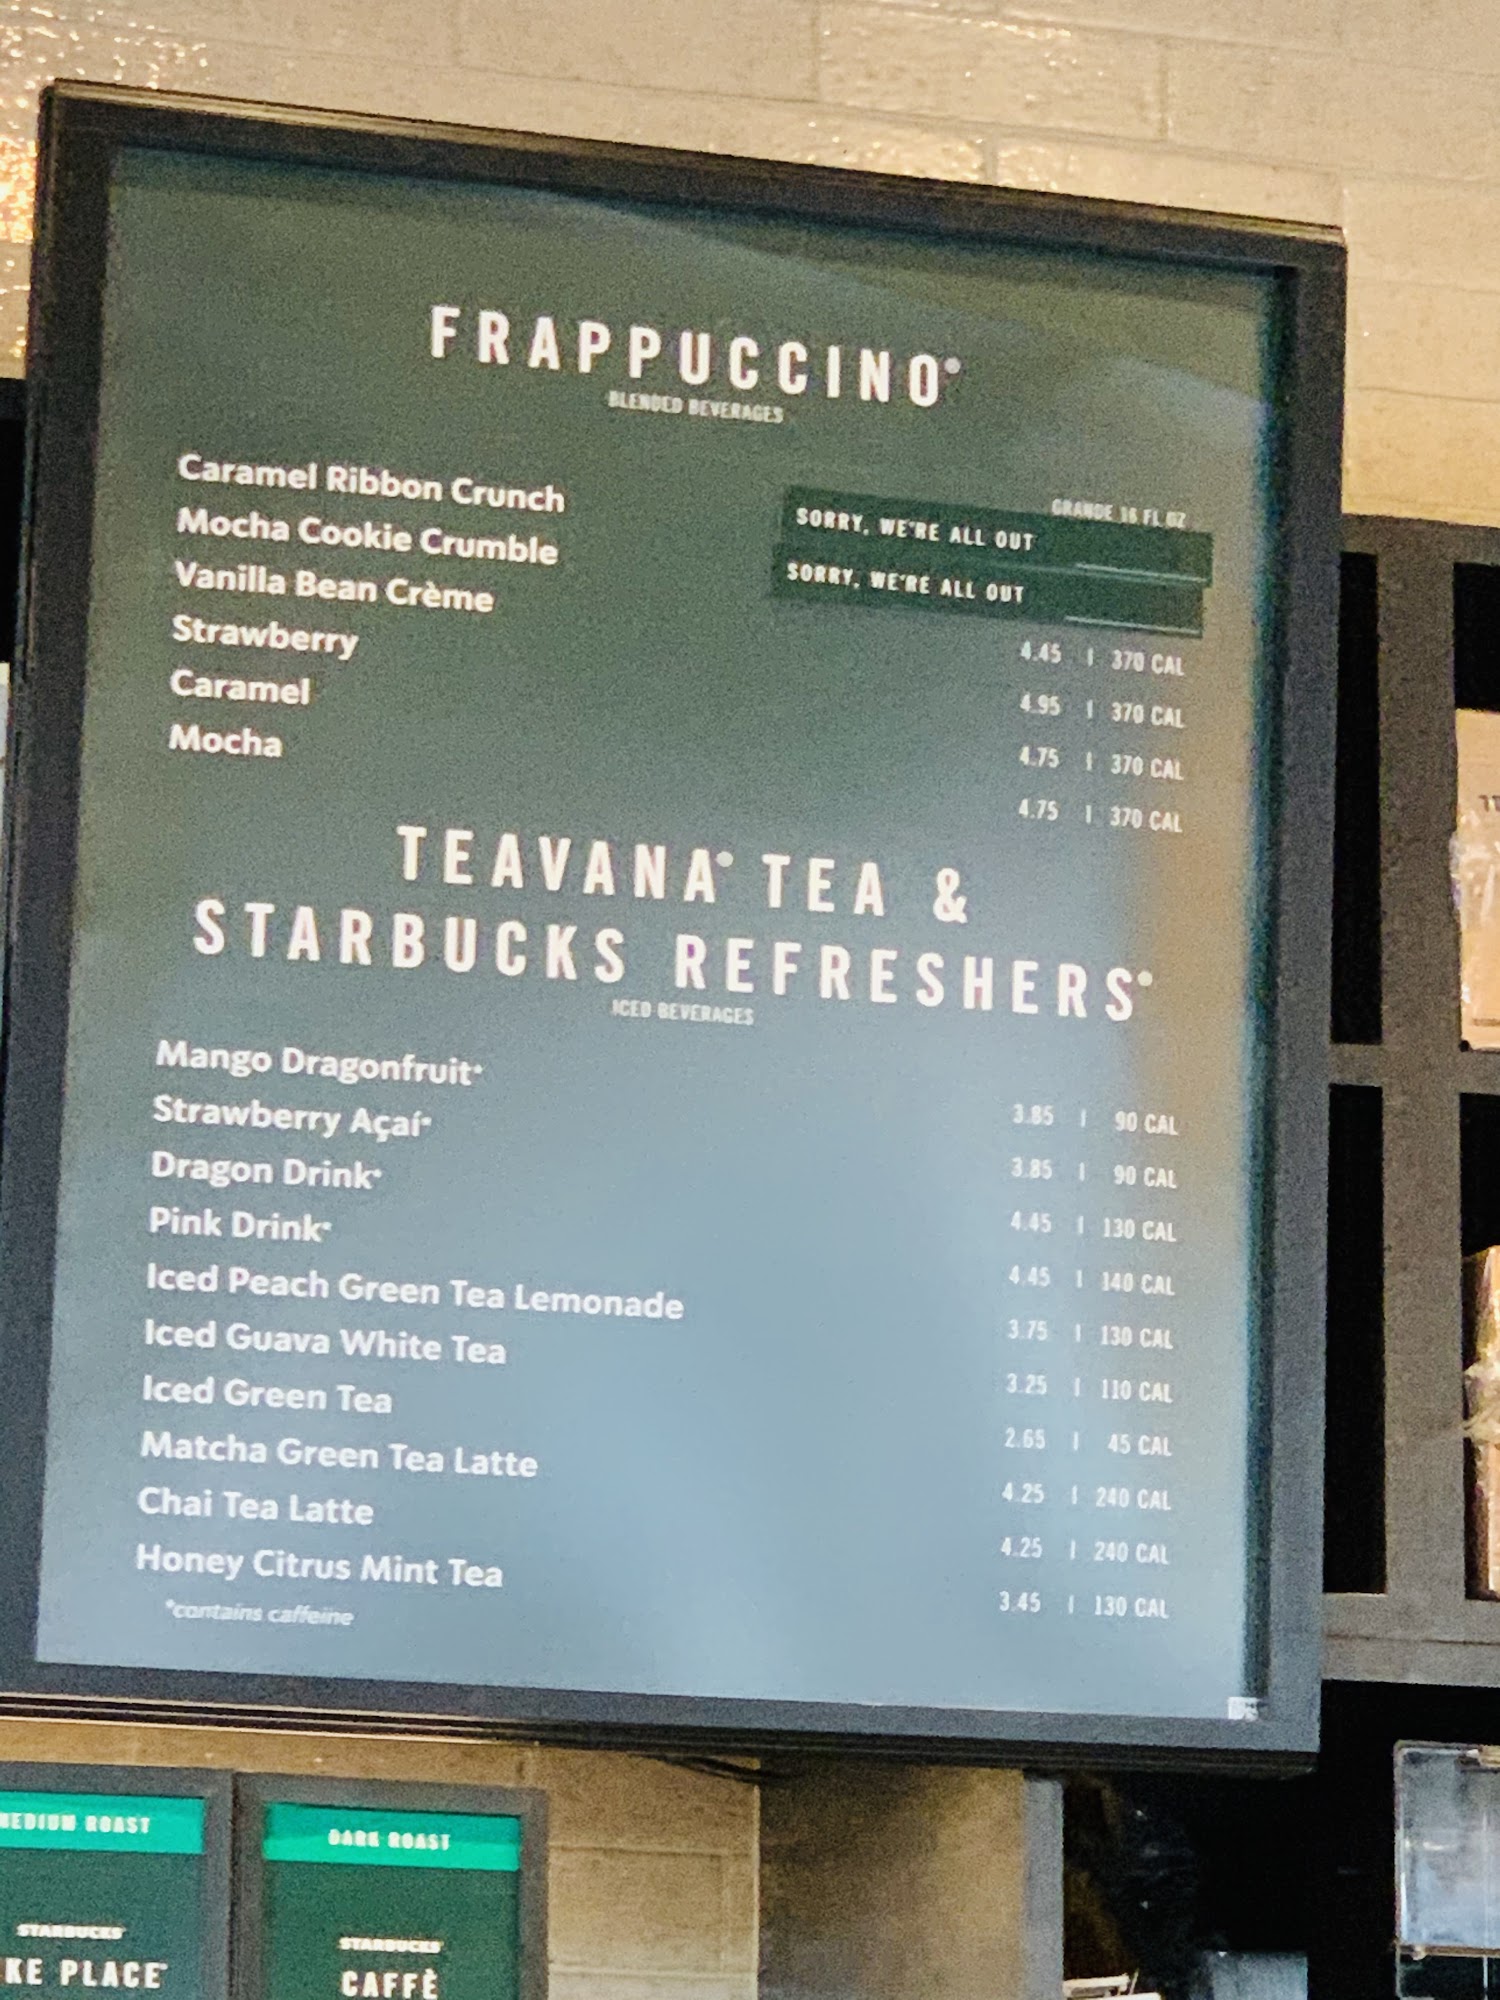 FRAPPUCCINO®
BLENDED BEVERAGES
GRANDE 16 FL OZ
Caramel Ribbon Crunch SORRY, WE'RE ALL OUT
Mocha Cookie Crumble SORRY, WE'RE ALL OUT
Vanilla Bean Crème 4.45 | 370 CAL
Strawberry 4.95 | 370 CAL
Caramel 4.75 | 370 CAL
Mocha 4.75 | 370 CAL
TEAVANA® TEA &
STARBUCKS REFRESHERS®
ICED BEVERAGES
Mango Dragonfruit* 3.85 | 90 CAL
Strawberry Açaí* 3.85 | 90 CAL
Dragon Drink* 4.45 | 130 CAL
Pink Drink* 4.45 | 140 CAL
Iced Peach Green Tea Lemonade 3.75 | 130 CAL
Iced Guava White Tea 3.25 | 110 CAL
Iced Green Tea 2.65 | 45 CAL
Matcha Green Tea Latte 4.25 | 240 CAL
Chai Tea Latte 4.25 | 240 CAL
Honey Citrus Mint Tea 3.45 | 130 CAL
*contains caffeine
MEDIUM ROAST
STARBUCKS
KE PLACE
DARK ROAST
STARBUCKS
CAFFÈ